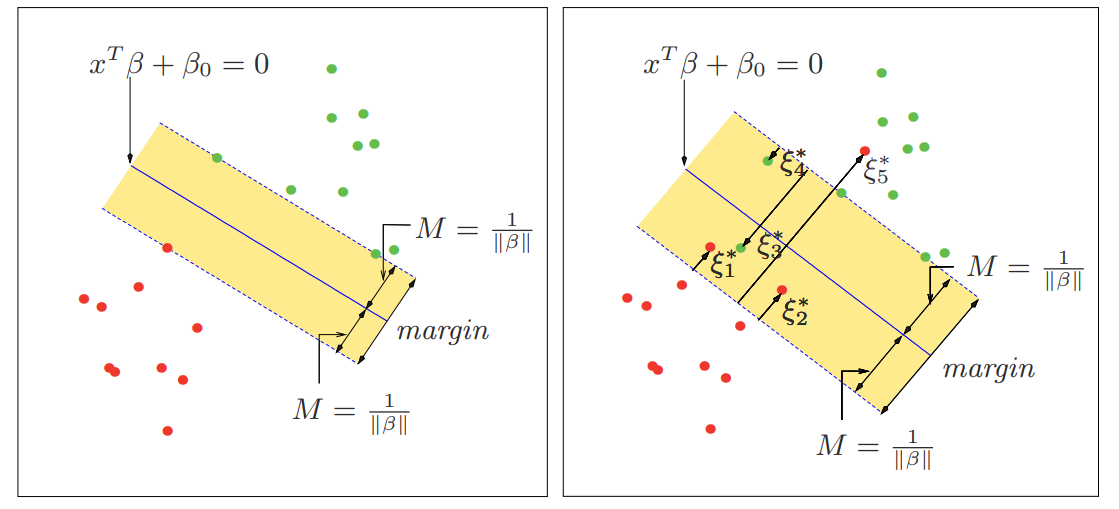 x^T β + β_0 = 0
M = 1/‖β‖
margin
M = 1/‖β‖
x^T β + β_0 = 0
ξ_4^*
ξ_5^*
ξ_3^*
ξ_1^*
M = 1/‖β‖
ξ_2^*
margin
M = 1/‖β‖